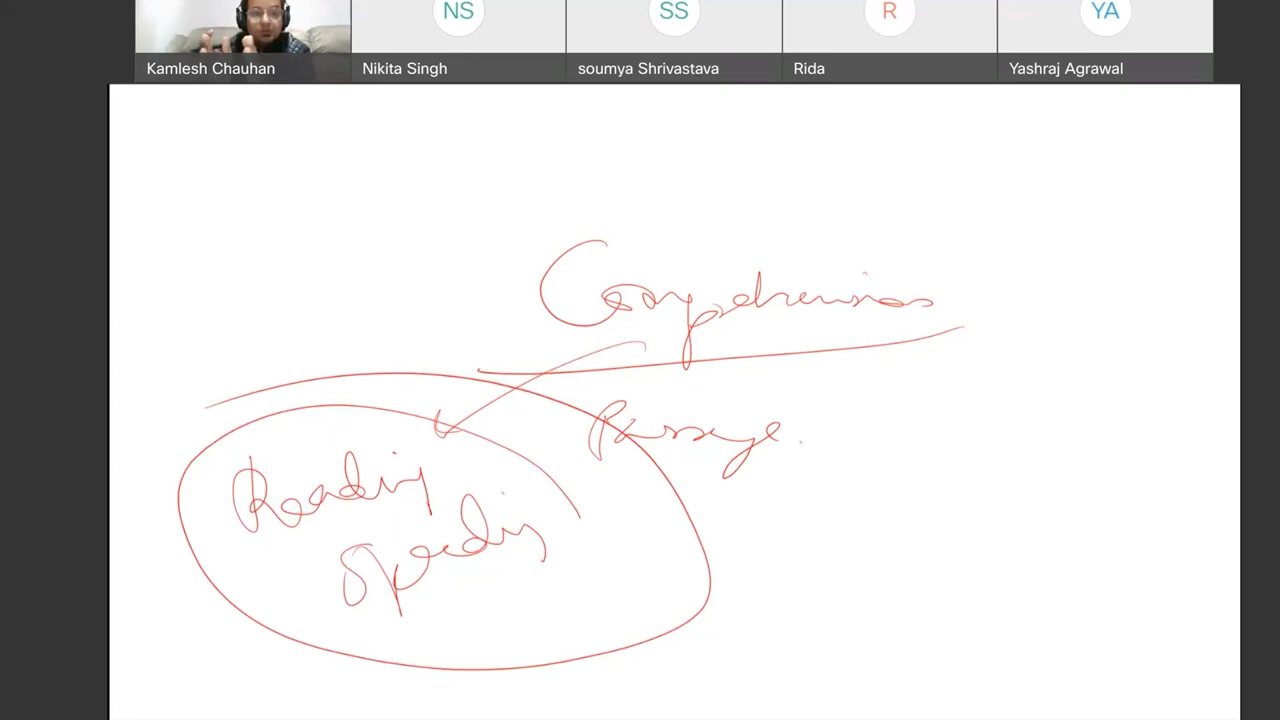 NS SS R YA
Kamlesh Chauhan Nikita Singh soumya Shrivastava Rida Yashraj Agrawal
Comprehension
Passage
Reading
Speeding